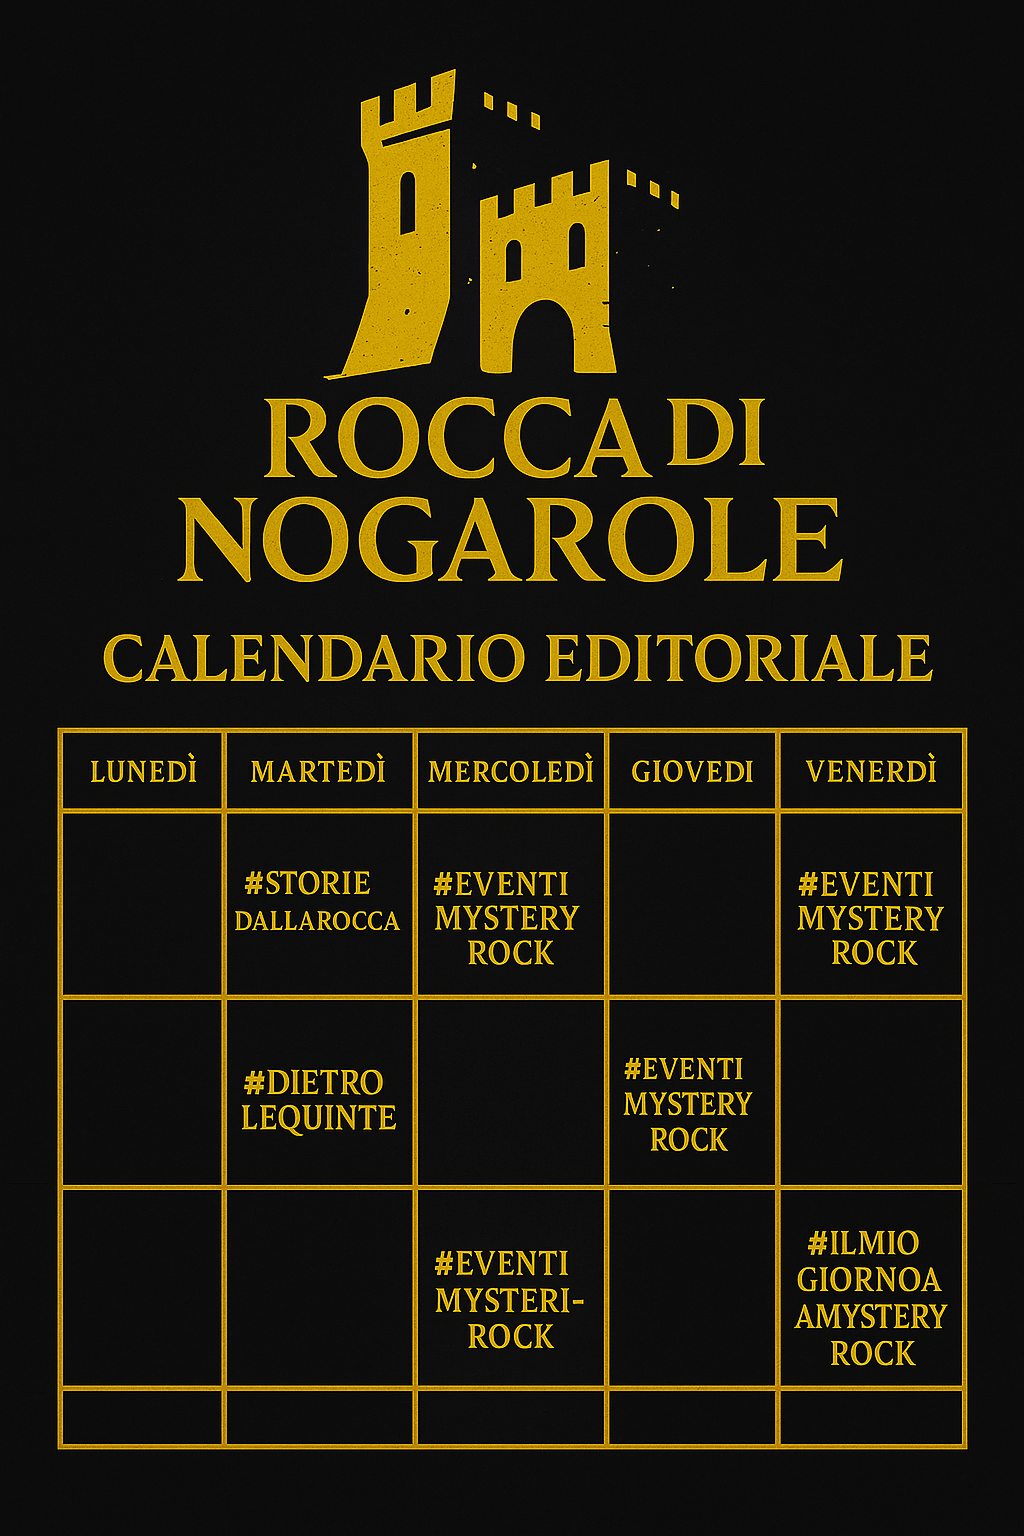 ROCCA DI
NOGAROLE
CALENDARIO EDITORIALE
LUNEDÌ MARTEDÌ MERCOLEDÌ GIOVEDI VENERDÌ
#STORIE
DALLAROCCA
#EVENTI
MYSTERY
ROCK
#EVENTI
MYSTERY
ROCK
#DIETRO
LEQUINTE
#EVENTI
MYSTERY
ROCK
#EVENTI
MYSTERI-
ROCK
#ILMIO
GIORNOA
AMYSTERY
ROCK